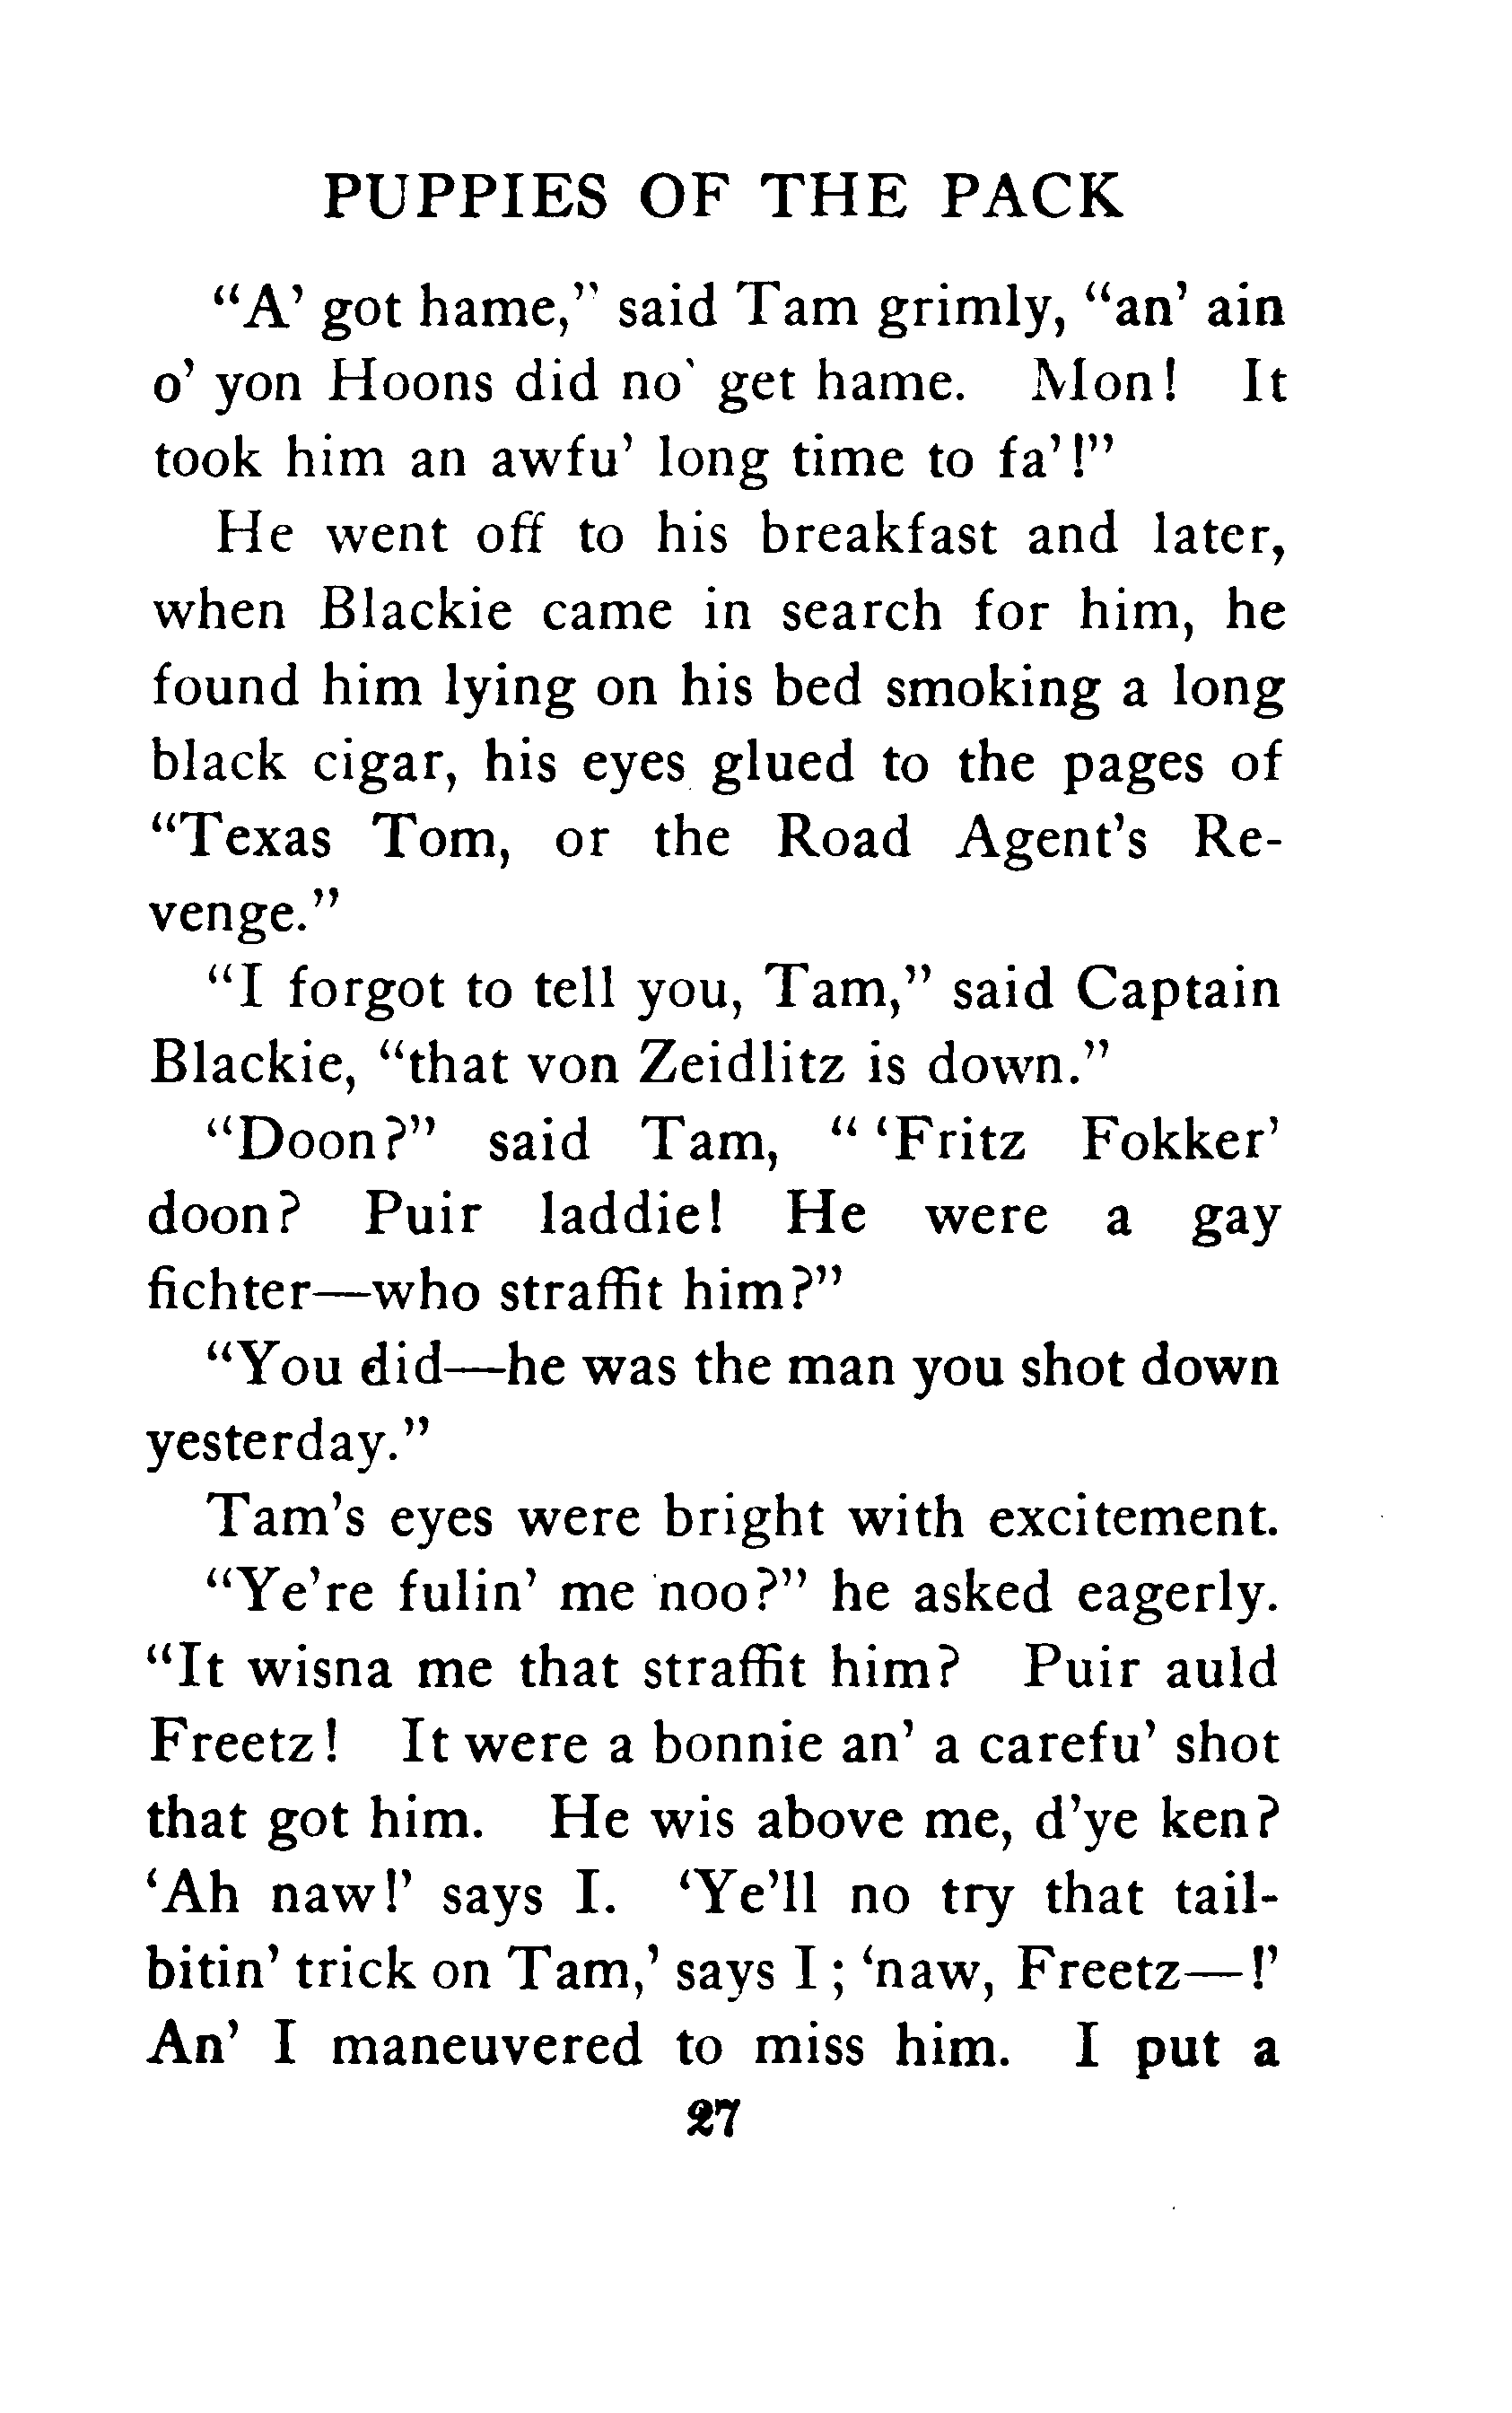 PUPPIES OF THE PACK
"A' got hame," said Tam grimly, "an' ain
o' yon Hoons did no' get hame. Mon! It
took him an awfu' long time to fa'!"
He went off to his breakfast and later,
when Blackie came in search for him, he
found him lying on his bed smoking a long
black cigar, his eyes glued to the pages of
"Texas Tom, or the Road Agent's Re-
venge."
"I forgot to tell you, Tam," said Captain
Blackie, "that von Zeidlitz is down."
"Doon?" said Tam, " 'Fritz Fokker'
doon? Puir laddie! He were a gay
fichter—who straffit him?"
"You did—he was the man you shot down
yesterday."
Tam's eyes were bright with excitement.
"Ye're fulin' me noo?" he asked eagerly.
"It wisna me that straffit him? Puir auld
Freetz! It were a bonnie an' a carefu' shot
that got him. He wis above me, d'ye ken?
'Ah naw!' says I. 'Ye'll no try that tail-
bitin' trick on Tam,' says I; 'naw, Freetz—!'
An' I maneuvered to miss him. I put a
27